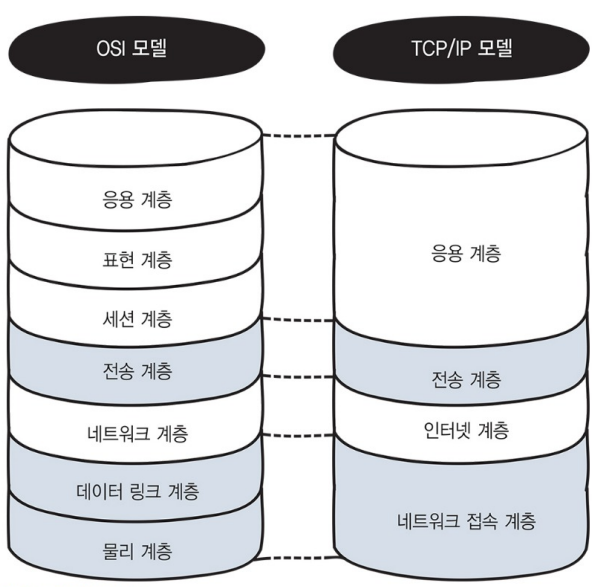 OSI 모델
TCP/IP 모델
응용 계층
표현 계층
세션 계층
전송 계층
네트워크 계층
데이터 링크 계층
물리 계층
응용 계층
전송 계층
인터넷 계층
네트워크 접속 계층